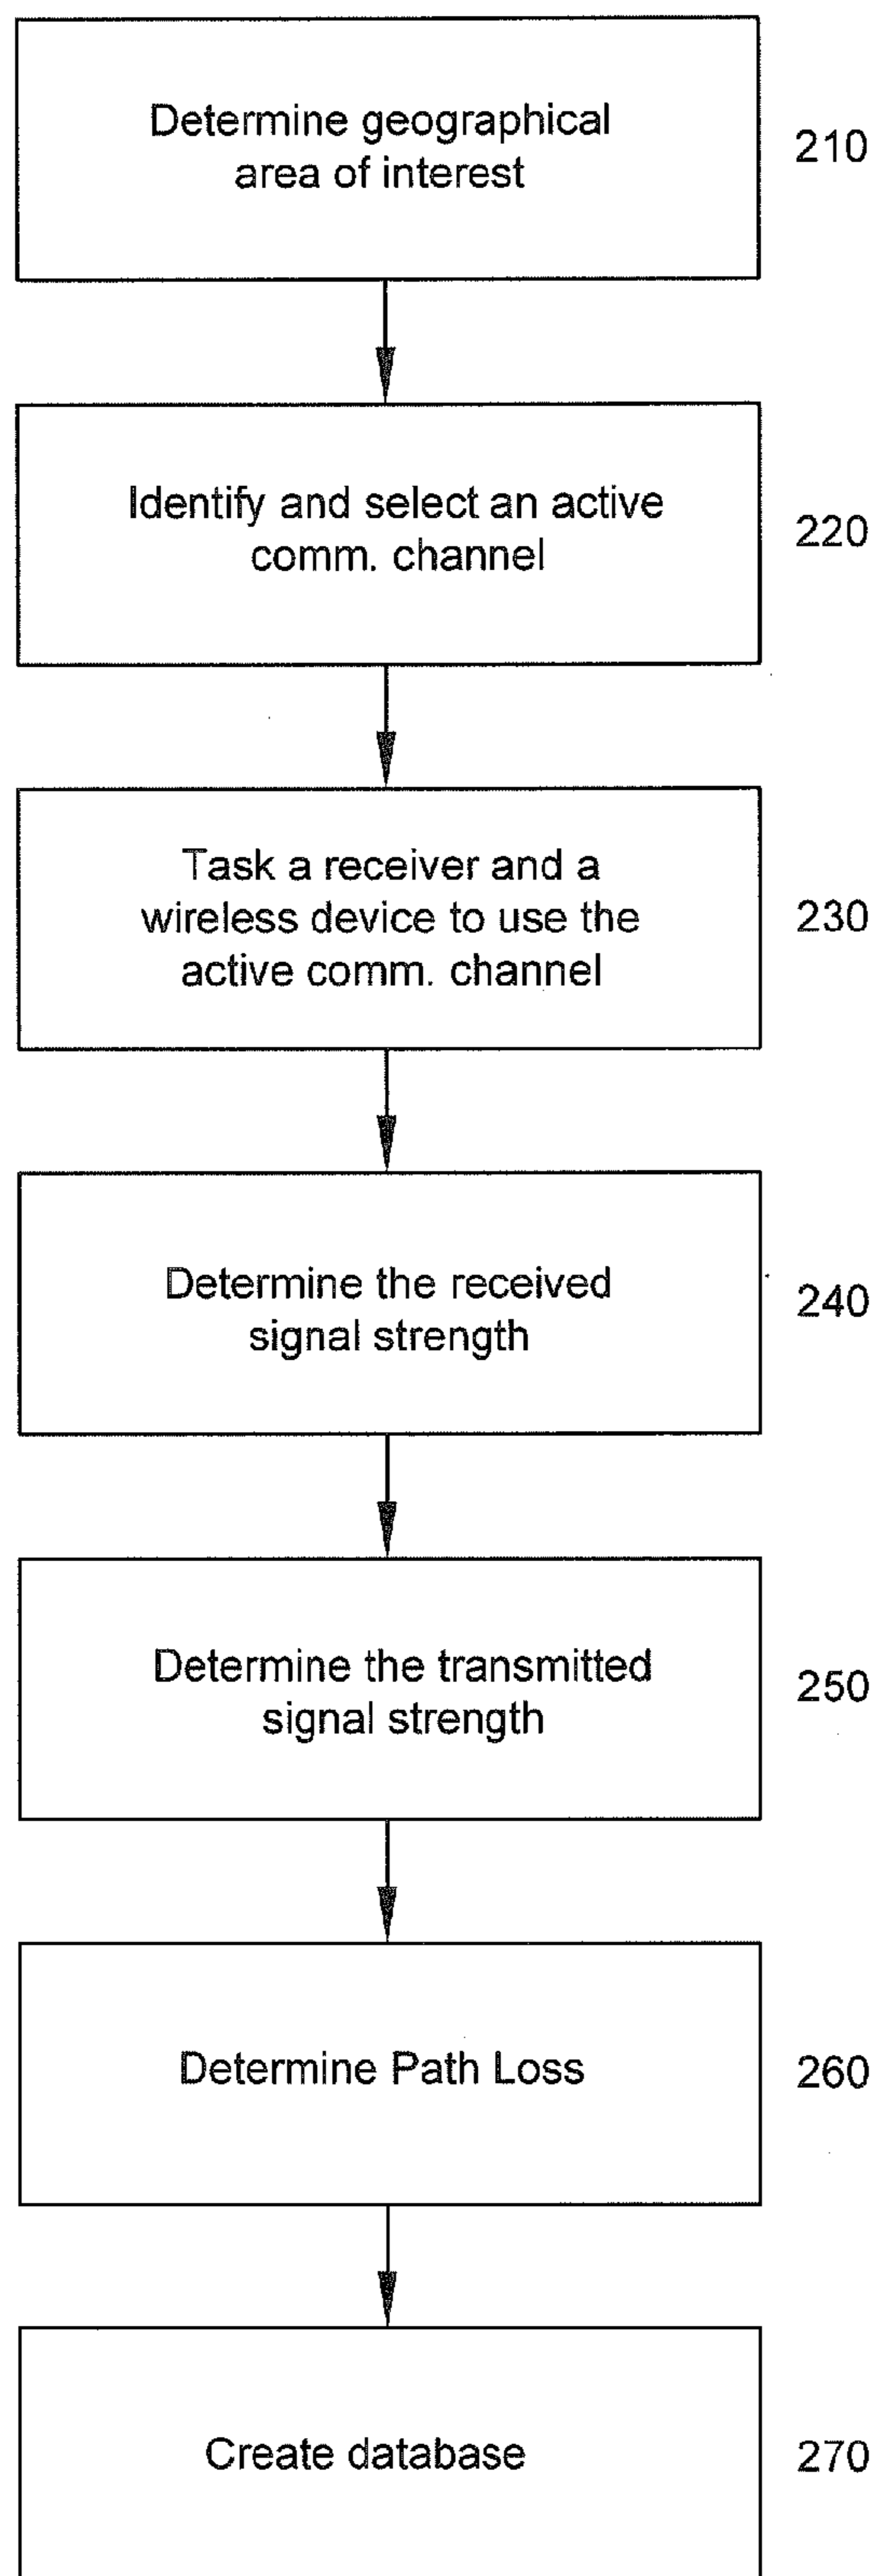 Determine geographical
area of interest
210
Identify and select an active
comm. channel
220
Task a receiver and a
wireless device to use the
active comm. channel
230
Determine the received
signal strength
240
Determine the transmitted
signal strength
250
Determine Path Loss
260
Create database
270